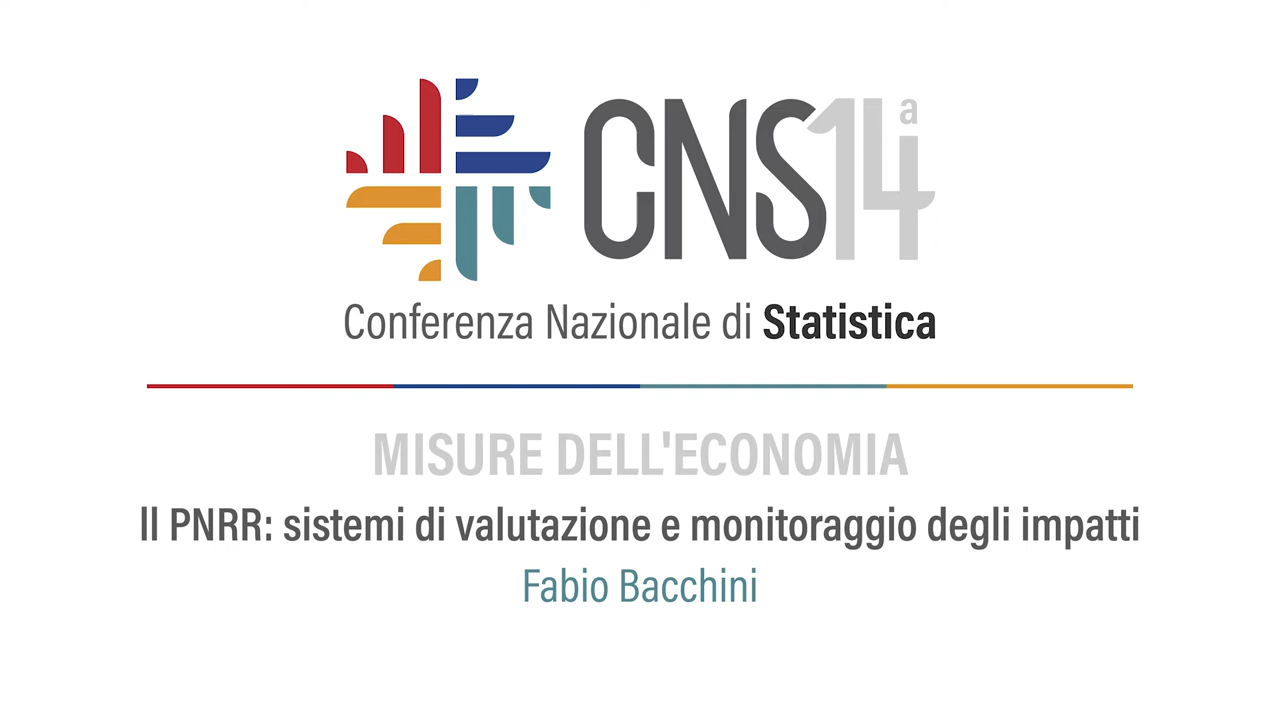 CNS14a
Conferenza Nazionale di Statistica
MISURE DELL'ECONOMIA
Il PNRR: sistemi di valutazione e monitoraggio degli impatti
Fabio Bacchini